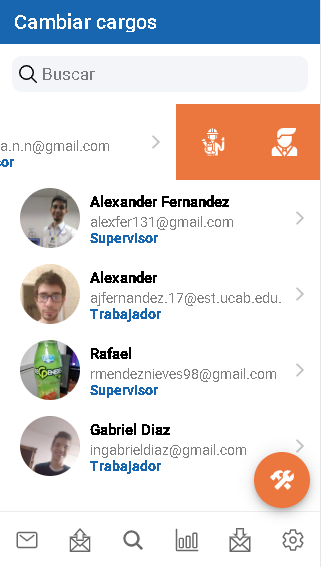 Cambiar cargos
Buscar
a.n.n@gmail.com
sor
Alexander Fernandez
alexfer131@gmail.com
Supervisor
Alexander
ajfernandez.17@est.ucab.edu.
Trabajador
Rafael
rmendeznieves98@gmail.com
Supervisor
Gabriel Diaz
ingabrieldiaz@gmail.com
Trabajador